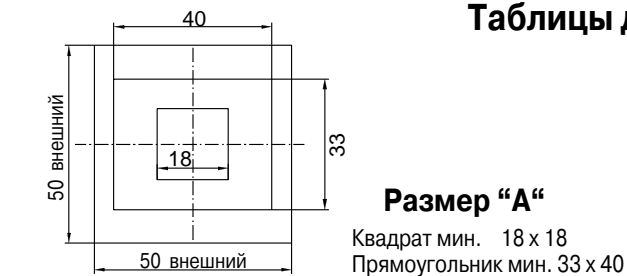 Таблицы д
40
50 внешний
18
33
50 внешний
Размер “А“
Квадрат мин. 18 x 18
Прямоугольник мин. 33 x 40